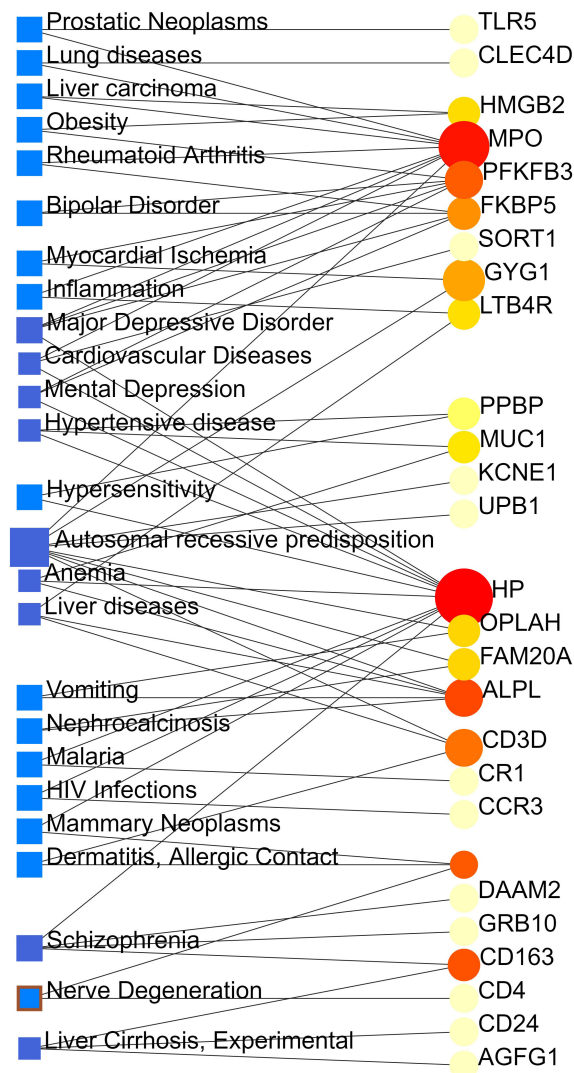 Prostatic Neoplasms
TLR5
Lung diseases
CLEC4D
Liver carcinoma
HMGB2
Obesity
MPO
Rheumatoid Arthritis
PFKFB3
Bipolar Disorder
FKBP5
SORT1
Myocardial Ischemia
GYG1
Inflammation
LTB4R
Major Depressive Disorder
Cardiovascular Diseases
Mental Depression
PPBP
Hypertensive disease
MUC1
KCNE1
Hypersensitivity
UPB1
Autosomal recessive predisposition
Anemia
HP
Liver diseases
OPLAH
FAM20A
Vomiting
ALPL
Nephrocalcinosis
CD3D
Malaria
CR1
HIV Infections
CCR3
Mammary Neoplasms
Dermatitis, Allergic Contact
DAAM2
GRB10
Schizophrenia
CD163
Nerve Degeneration
CD4
CD24
Liver Cirrhosis, Experimental
AGFG1